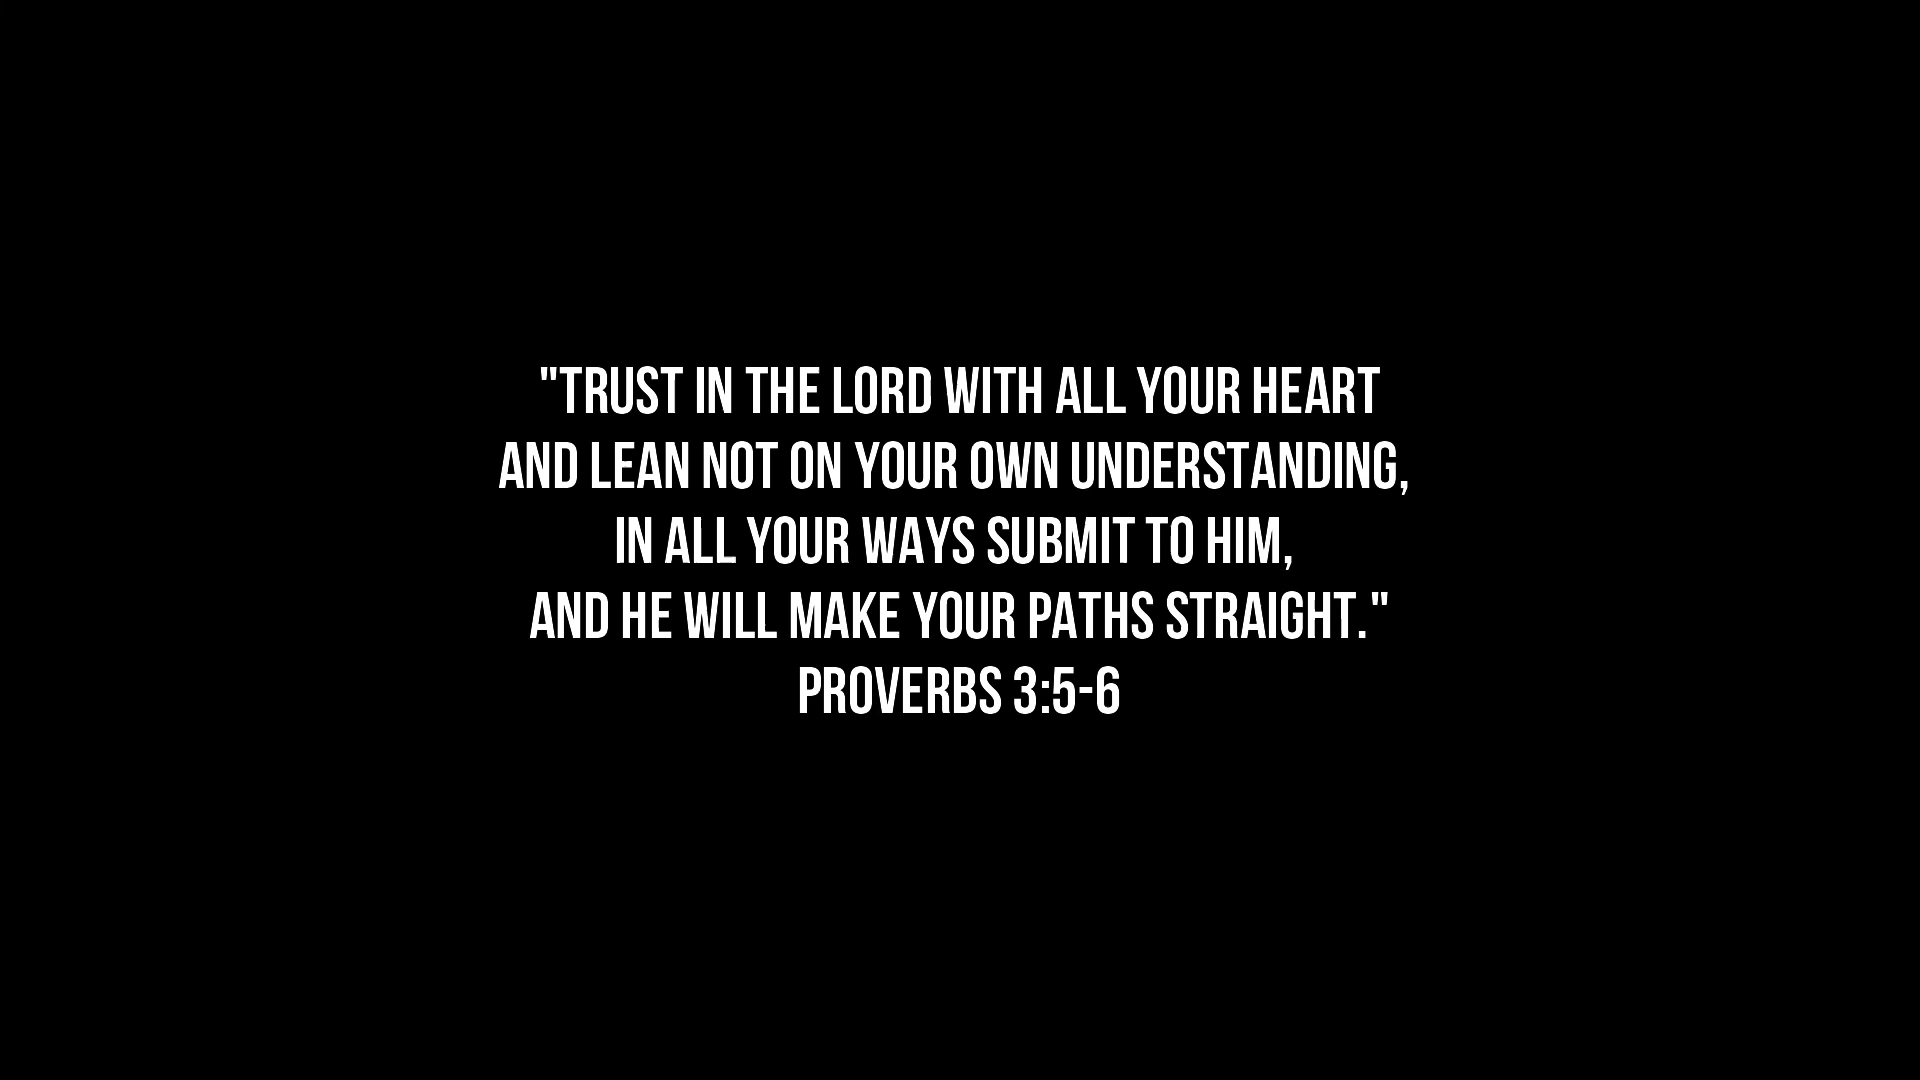 "TRUST IN THE LORD WITH ALL YOUR HEART
AND LEAN NOT ON YOUR OWN UNDERSTANDING,
IN ALL YOUR WAYS SUBMIT TO HIM,
AND HE WILL MAKE YOUR PATHS STRAIGHT."
PROVERBS 3:5-6